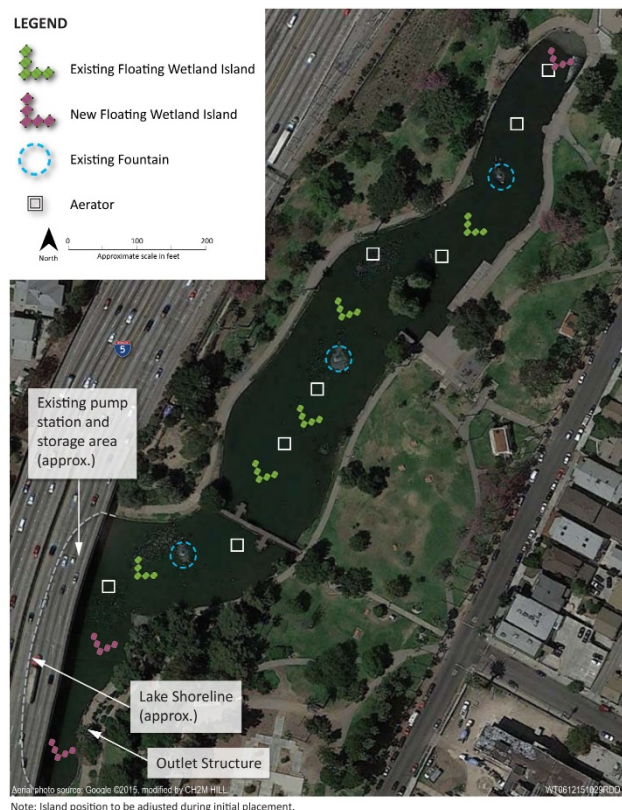 LEGEND
Existing Floating Wetland Island
New Floating Wetland Island
Existing Fountain
Aerator
North
0 100 200
Approximate scale in feet
5
Existing pump
station and
storage area
(approx.)
Lake Shoreline
(approx.)
Outlet Structure
Aerial photo source: Google ©2015, modified by CH2M HILL.
WT0612151029RDD
Note: Island position to be adjusted during initial placement.